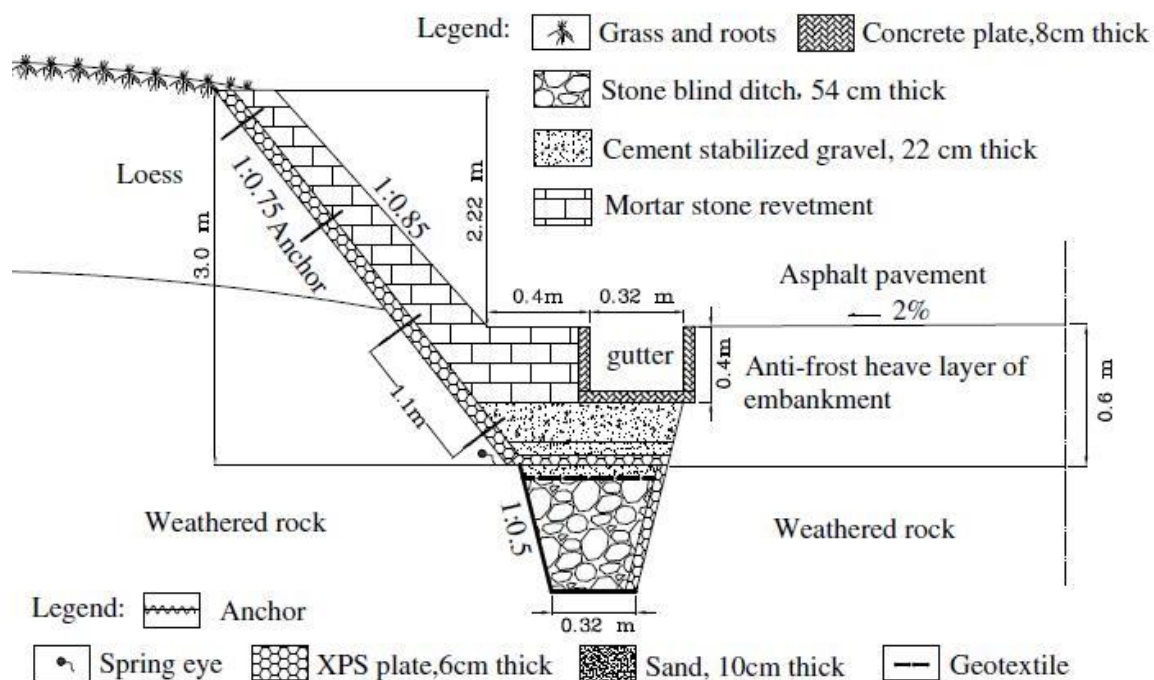 Legend:
Grass and roots
Concrete plate,8cm thick
Stone blind ditch, 54 cm thick
Cement stabilized gravel, 22 cm thick
Mortar stone revetment
Loess
1:0.75 Anchor
1:0.85
3.0 m
2.22 m
0.4m
0.32 m
Asphalt pavement
2%
gutter
0.4m
Anti-frost heave layer of
embankment
0.6 m
1.1m
Weathered rock
1:0.5
Weathered rock
0.32 m
Legend:
Anchor
Spring eye
XPS plate,6cm thick
Sand, 10cm thick
Geotextile